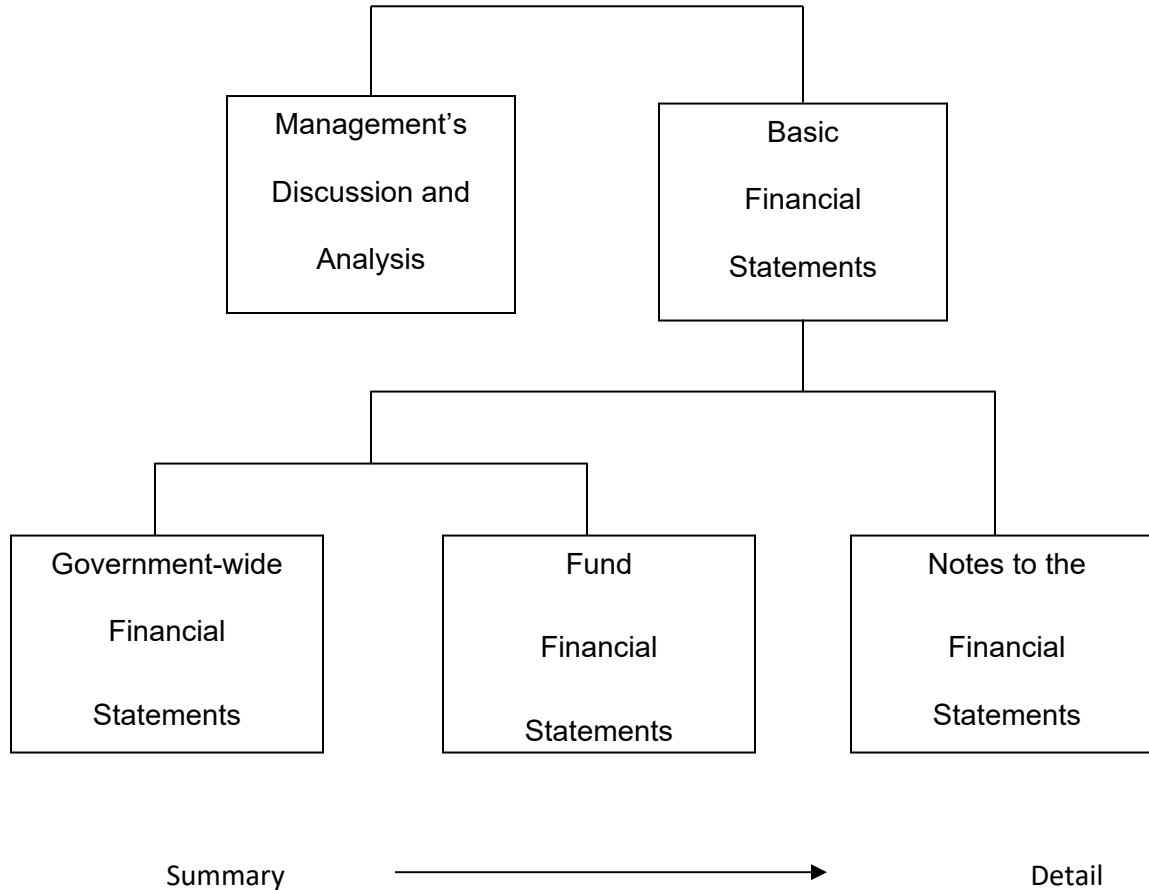 Management’s
Discussion and
Analysis
Basic
Financial
Statements
Government-wide
Financial
Statements
Fund
Financial
Statements
Notes to the
Financial
Statements
Summary
Detail